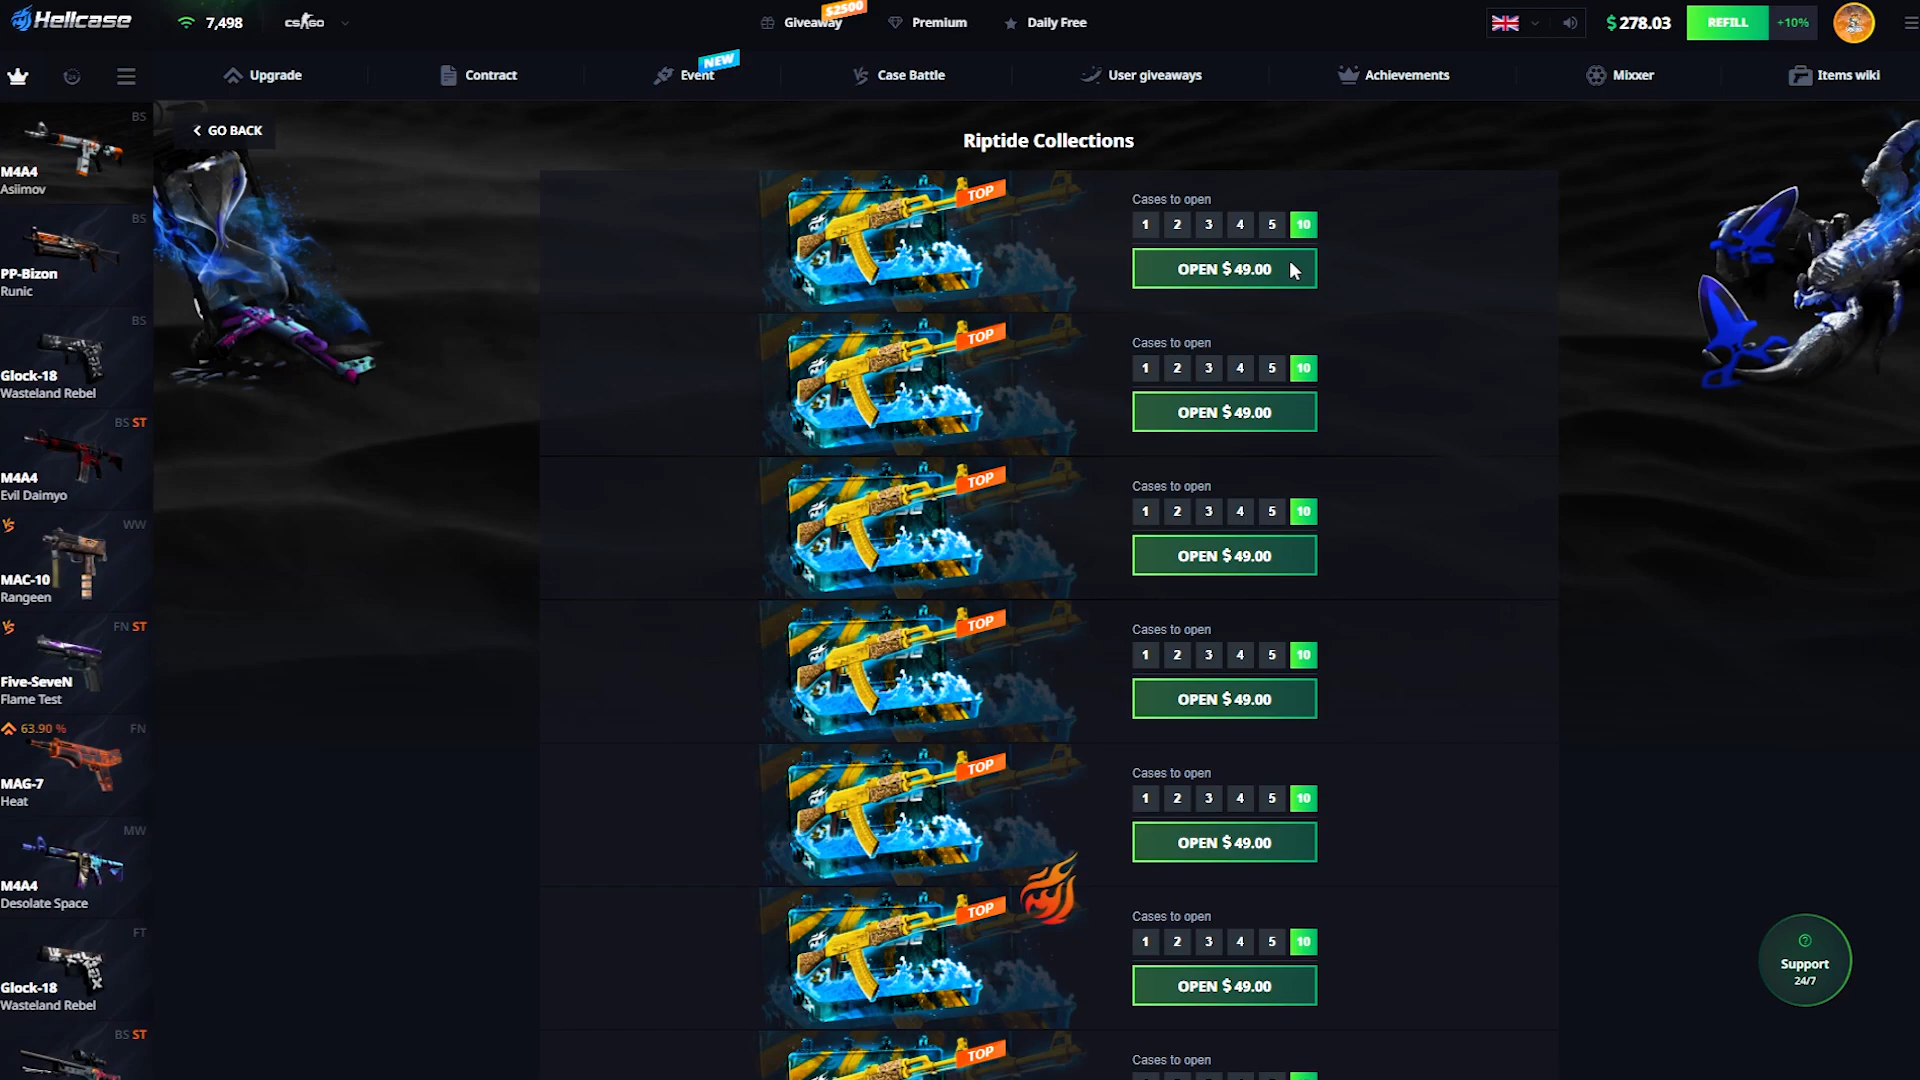 Hellcase
7,498
CS:GO
Giveaway
$2500
Premium
Daily Free
$ 278.03
REFILL
+10%
Upgrade
Contract
Event
NEW
Case Battle
User giveaways
Achievements
Mixxer
Items wiki
GO BACK
Riptide Collections
BS
M4A4
Asiimov
BS
PP-Bizon
Runic
BS
Glock-18
Wasteland Rebel
BS ST
M4A4
Evil Daimyo
WW
MAC-10
Rangeen
FN ST
Five-SeveN
Flame Test
63.90 %
FN
MAG-7
Heat
MW
M4A4
Desolate Space
FT
Glock-18
Wasteland Rebel
BS ST
TOP
Cases to open
1 2 3 4 5 10
OPEN $ 49.00
TOP
Cases to open
1 2 3 4 5 10
OPEN $ 49.00
TOP
Cases to open
1 2 3 4 5 10
OPEN $ 49.00
TOP
Cases to open
1 2 3 4 5 10
OPEN $ 49.00
TOP
Cases to open
1 2 3 4 5 10
OPEN $ 49.00
TOP
Cases to open
1 2 3 4 5 10
OPEN $ 49.00
TOP
Cases to open
Support
24/7